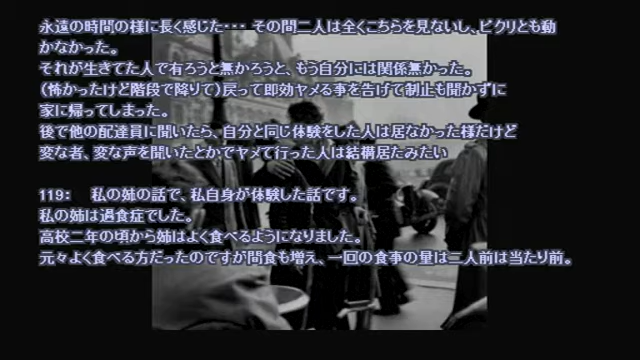 永遠の時間の様に長く感じた・・・ その間二人は全くこちらを見ないし、ピクリとも動
かなかった。
それが生きてた人で有ろうと無かろうと、もう自分には関係無かった。
（怖かったけど階段で降りて）戻って即効ヤメる事を告げて制止も聞かずに
家に帰ってしまった。
後で他の配達員に聞いたら、自分と同じ体験をした人は居なかった様だけど
変な者、変な声を聞いたとかでヤメて行った人は結構居たみたい
119： 私の姉の話で、私自身が体験した話です。
私の姉は過食症でした。
高校二年の頃から姉はよく食べるようになりました。
元々よく食べる方だったのですが間食も増え、一回の食事の量は二人前は当たり前。